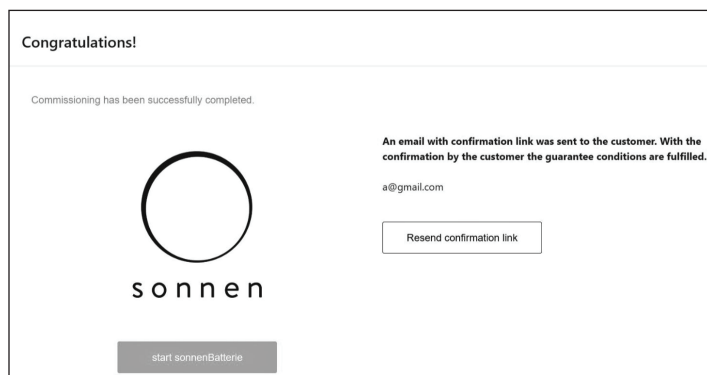 Congratulations!
Commissioning has been successfully completed.
An email with confirmation link was sent to the customer. With the
confirmation by the customer the guarantee conditions are fulfilled.
a@gmail.com
Resend confirmation link
sonnen
start sonnenBatterie